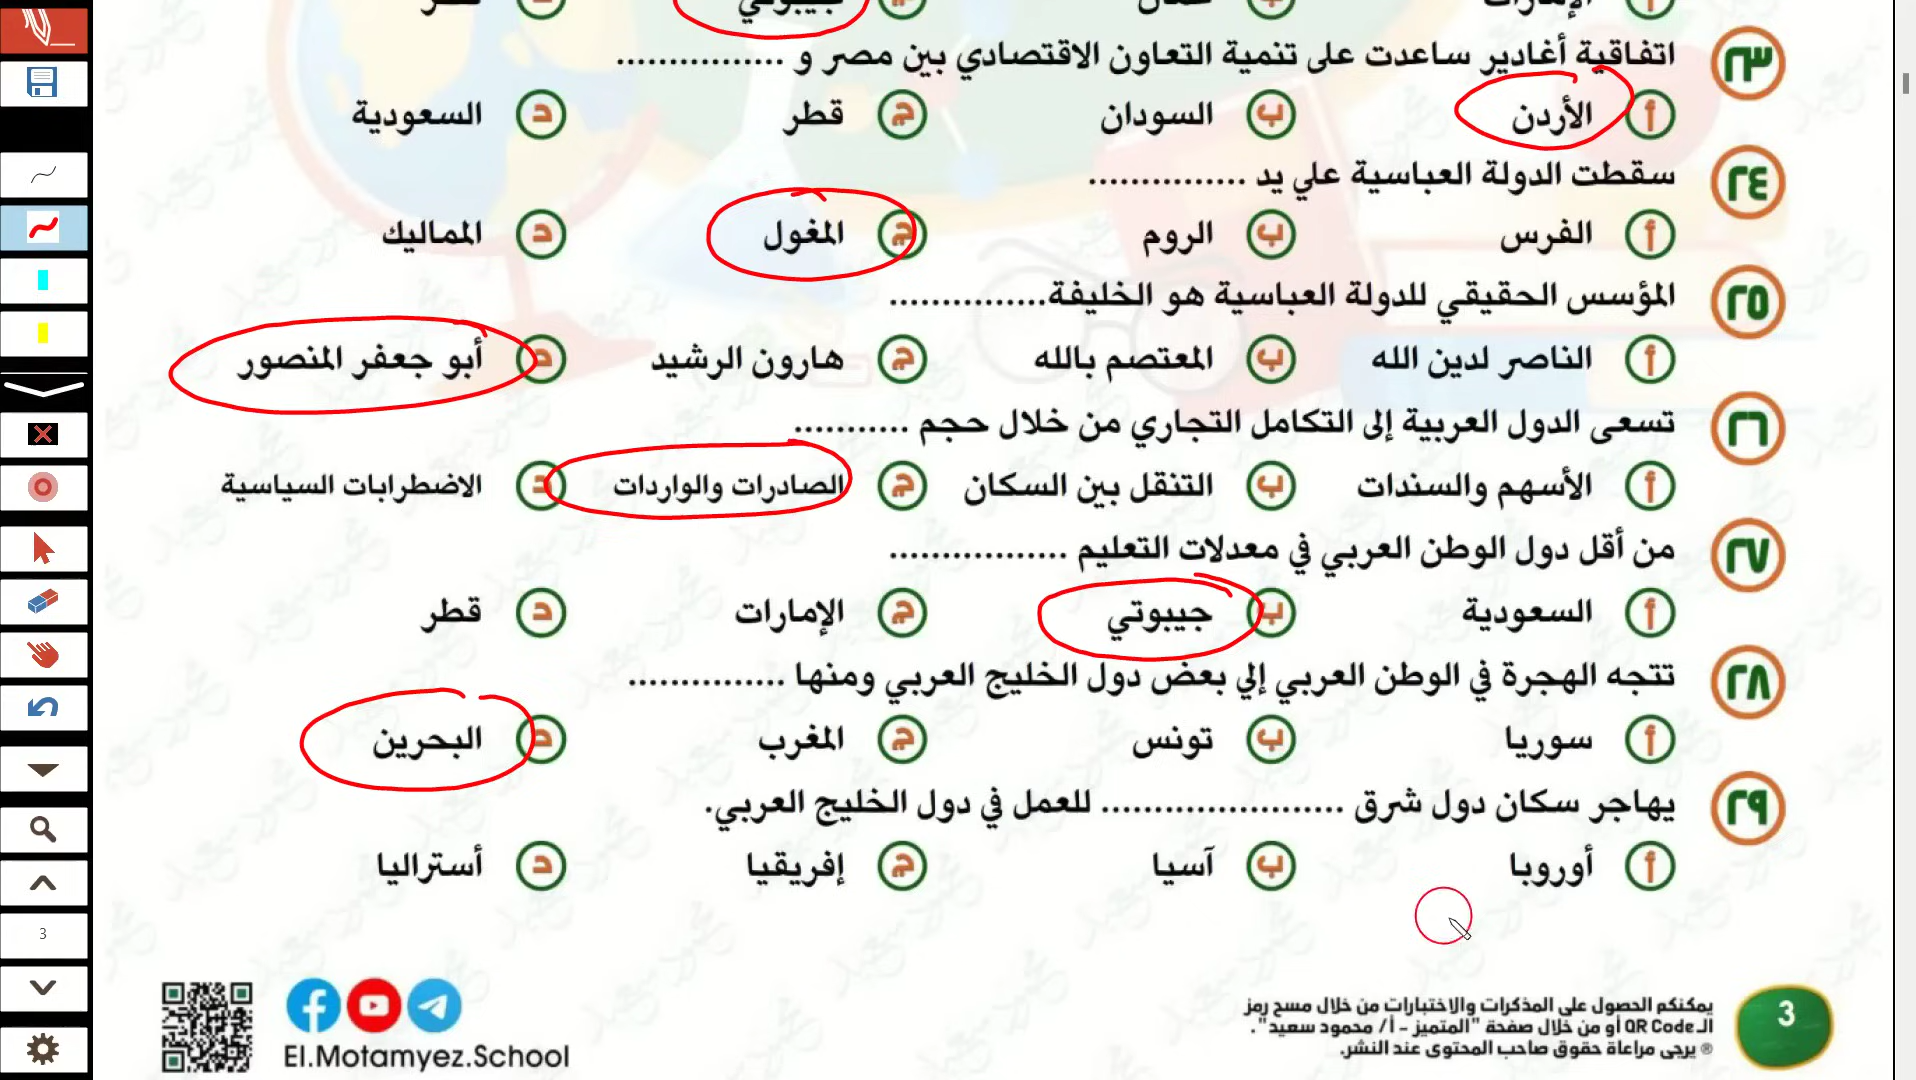 أ الإمارات ب عمان ج جيبوتي د قطر
٢٣ اتفاقية أغادير ساعدت على تنمية التعاون الاقتصادي بين مصر و ................
أ الأردن ب السودان ج قطر د السعودية
٢٤ سقطت الدولة العباسية علي يد ...............
أ الفرس ب الروم ج المغول د المماليك
٢٥ المؤسس الحقيقي للدولة العباسية هو الخليفة...............
أ الناصر لدين الله ب المعتصم بالله ج هارون الرشيد د أبو جعفر المنصور
٢٦ تسعى الدول العربية إلى التكامل التجاري من خلال حجم ...........
أ الأسهم والسندات ب التنقل بين السكان ج الصادرات والواردات د الاضطرابات السياسية
٢٧ من أقل دول الوطن العربي في معدلات التعليم .................
أ السعودية ب جيبوتي ج الإمارات د قطر
٢٨ تتجه الهجرة في الوطن العربي إلي بعض دول الخليج العربي ومنها ...............
أ سوريا ب تونس ج المغرب د البحرين
٢٩ يهاجر سكان دول شرق ....................... للعمل في دول الخليج العربي.
أ أوروبا ب آسيا ج إفريقيا د أستراليا
3
يمكنكم الحصول على المذكرات والاختبارات من خلال مسح رمز
الـ QR Code أو من خلال صفحة "المتميز - أ/ محمود سعيد".
® يرجى مراعاة حقوق صاحب المحتوى عند النشر.
El.Motamyez.School
3